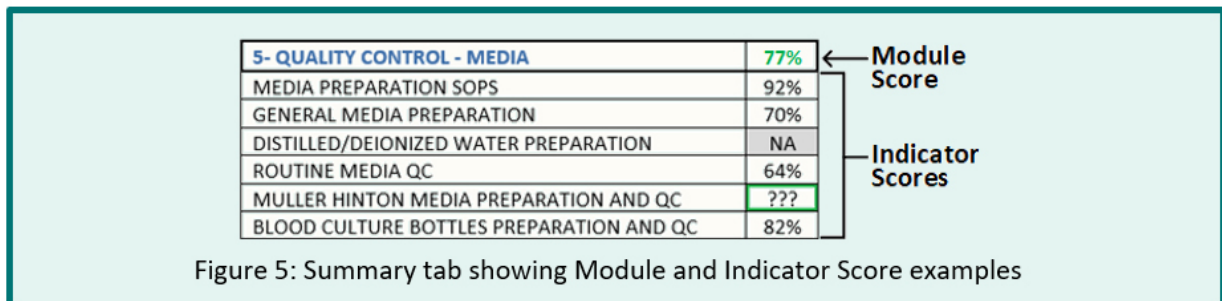 5- QUALITY CONTROL - MEDIA 77% Module Score
MEDIA PREPARATION SOPS 92%
GENERAL MEDIA PREPARATION 70%
DISTILLED/DEIONIZED WATER PREPARATION NA
ROUTINE MEDIA QC 64%
MULLER HINTON MEDIA PREPARATION AND QC ???
BLOOD CULTURE BOTTLES PREPARATION AND QC 82%
Indicator
Scores
Figure 5: Summary tab showing Module and Indicator Score examples